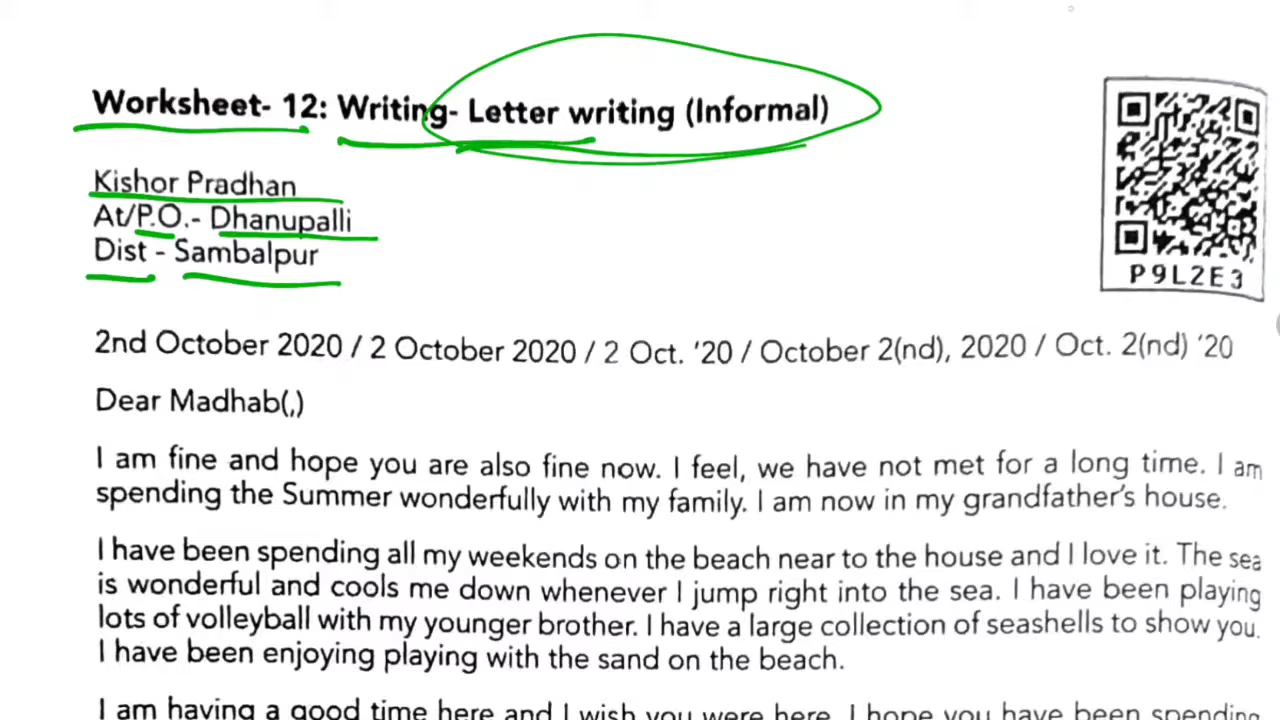 Worksheet- 12: Writing- Letter writing (Informal)
Kishor Pradhan
At/P.O.- Dhanupalli
Dist - Sambalpur
P9L2E3
2nd October 2020 / 2 October 2020 / 2 Oct. '20 / October 2(nd), 2020 / Oct. 2(nd) '20
Dear Madhab(,)
I am fine and hope you are also fine now. I feel, we have not met for a long time. I am
spending the Summer wonderfully with my family. I am now in my grandfather's house.
I have been spending all my weekends on the beach near to the house and I love it. The sea
is wonderful and cools me down whenever I jump right into the sea. I have been playing
lots of volleyball with my younger brother. I have a large collection of seashells to show you.
I have been enjoying playing with the sand on the beach.
I am having a good time here and I wish you were here. I hope you have been spending